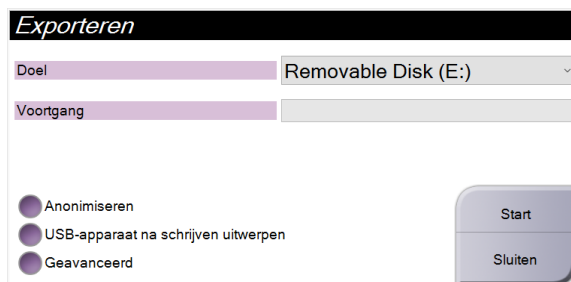 Exporteren
Doel
Removable Disk (E:)
Voortgang
Anonimiseren
USB-apparaat na schrijven uitwerpen
Geavanceerd
Start
Sluiten